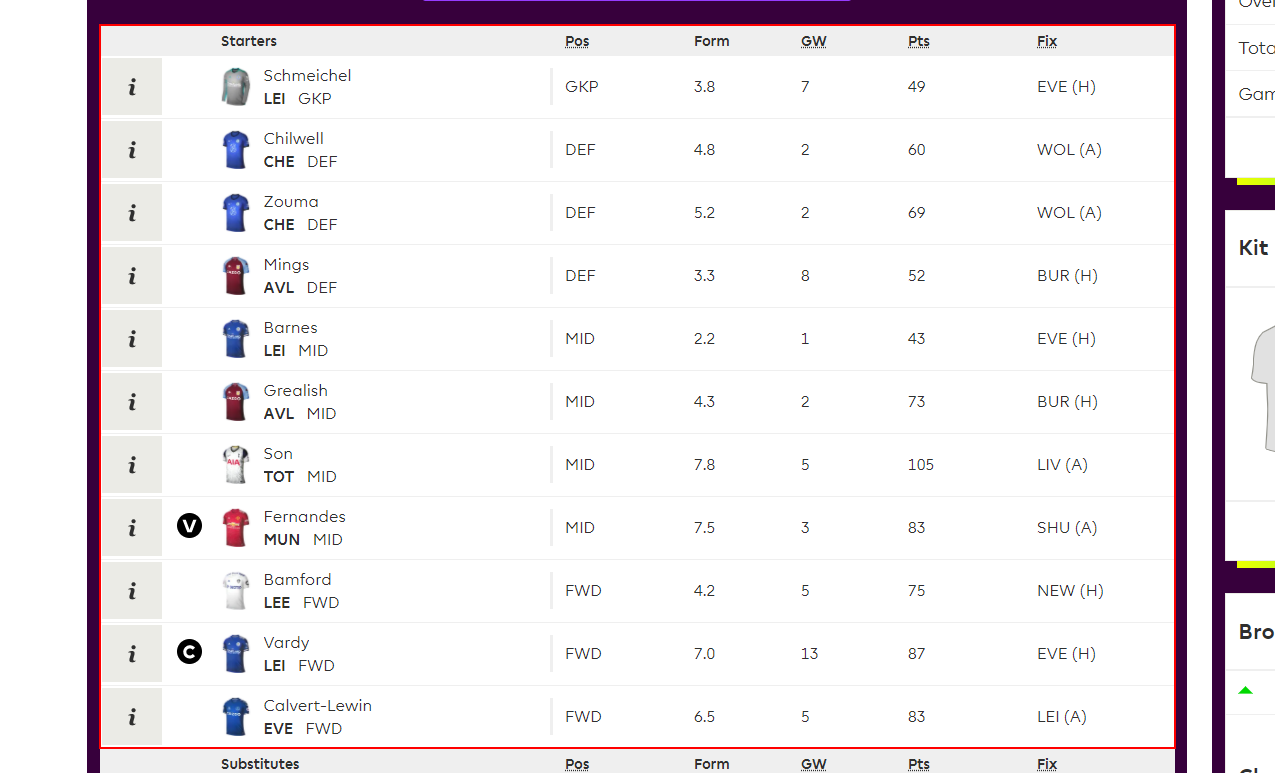 Starters Pos Form GW Pts Fix
i Schmeichel
LEI GKP GKP 3.8 7 49 EVE (H)
i Chilwell
CHE DEF DEF 4.8 2 60 WOL (A)
i Zouma
CHE DEF DEF 5.2 2 69 WOL (A)
i Mings
AVL DEF DEF 3.3 8 52 BUR (H)
i Barnes
LEI MID MID 2.2 1 43 EVE (H)
i Grealish
AVL MID MID 4.3 2 73 BUR (H)
i Son
TOT MID MID 7.8 5 105 LIV (A)
i V Fernandes
MUN MID MID 7.5 3 83 SHU (A)
i Bamford
LEE FWD FWD 4.2 5 75 NEW (H)
i C Vardy
LEI FWD FWD 7.0 13 87 EVE (H)
i Calvert-Lewin
EVE FWD FWD 6.5 5 83 LEI (A)
Substitutes Pos Form GW Pts Fix
Tota
Gam
Kit
Bro